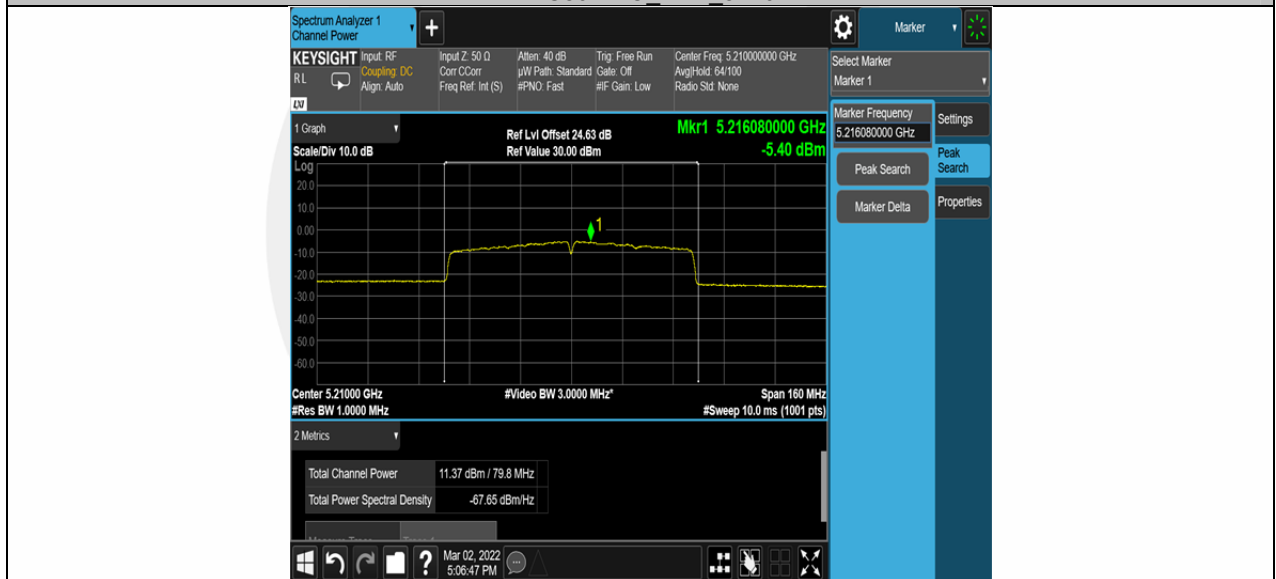 Spectrum Analyzer 1
Channel Power
+
Marker
KEYSIGHT
RL
LXI
Input: RF
Coupling: DC
Align: Auto
Input Z: 50 Ω
Corr CCorr
Freq Ref: Int (S)
Atten: 40 dB
µW Path: Standard
#PNO: Fast
Trig: Free Run
Gate: Off
#IF Gain: Low
Center Freq: 5.210000000 GHz
Avg|Hold: 64/100
Radio Std: None
Select Marker
Marker 1
1 Graph
Ref Lvl Offset 24.63 dB
Mkr1 5.216080000 GHz
Scale/Div 10.0 dB
Ref Value 30.00 dBm
-5.40 dBm
Log
20.0
10.0
0.00
-10.0
-20.0
-30.0
-40.0
-50.0
-60.0
1
Center 5.21000 GHz
#Video BW 3.0000 MHz*
Span 160 MHz
#Res BW 1.0000 MHz
#Sweep 10.0 ms (1001 pts)
Marker Frequency
5.216080000 GHz
Peak Search
Marker Delta
Settings
Peak
Search
Properties
2 Metrics
Total Channel Power 11.37 dBm / 79.8 MHz
Total Power Spectral Density -67.65 dBm/Hz
?
Mar 02, 2022
5:06:47 PM